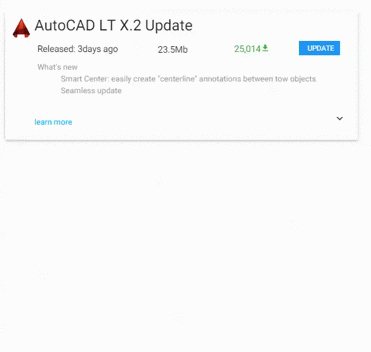 AutoCAD LT X.2 Update
Released: 3days ago 23.5Mb 25,014 UPDATE
What's new
Smart Center: easily create "centerline" annotations between tow objects
Seamless update
learn more